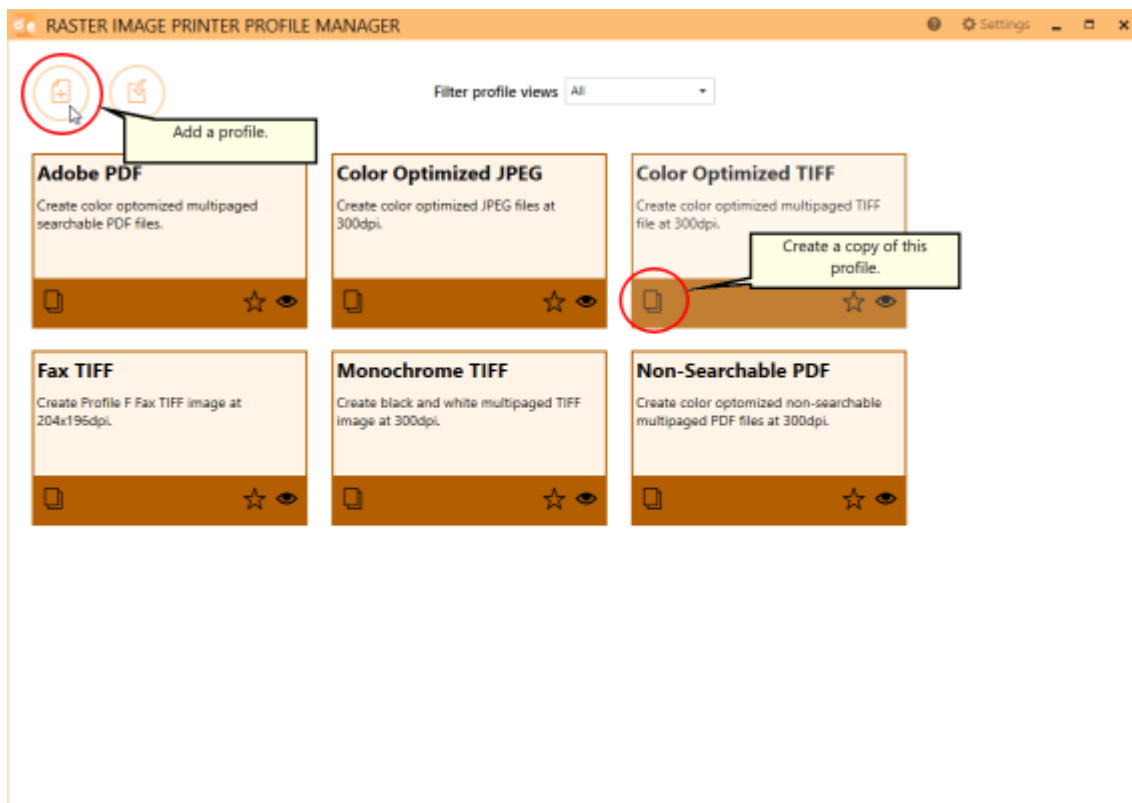 RASTER IMAGE PRINTER PROFILE MANAGER
Settings
Filter profile views All
Add a profile.
Adobe PDF
Create color optomized multipaged
searchable PDF files.
Color Optimized JPEG
Create color optimized JPEG files at
300dpi.
Color Optimized TIFF
Create color optimized multipaged TIFF
file at 300dpi.
Create a copy of this
profile.
Fax TIFF
Create Profile F Fax TIFF image at
204x196dpi.
Monochrome TIFF
Create black and white multipaged TIFF
image at 300dpi.
Non-Searchable PDF
Create color optomized non-searchable
multipaged PDF files at 300dpi.